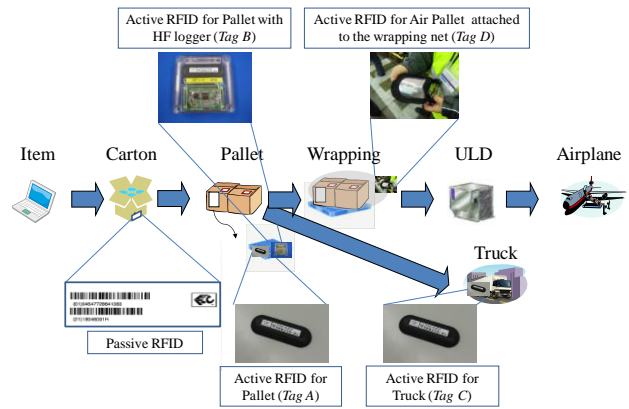 Active RFID for Pallet with
HF logger (Tag B)
Active RFID for Air Pallet attached
to the wrapping net (Tag D)
Item
Carton
Pallet
Wrapping
ULD
Airplane
Truck
Passive RFID
Active RFID for
Pallet (Tag A)
Active RFID for
Truck (Tag C)